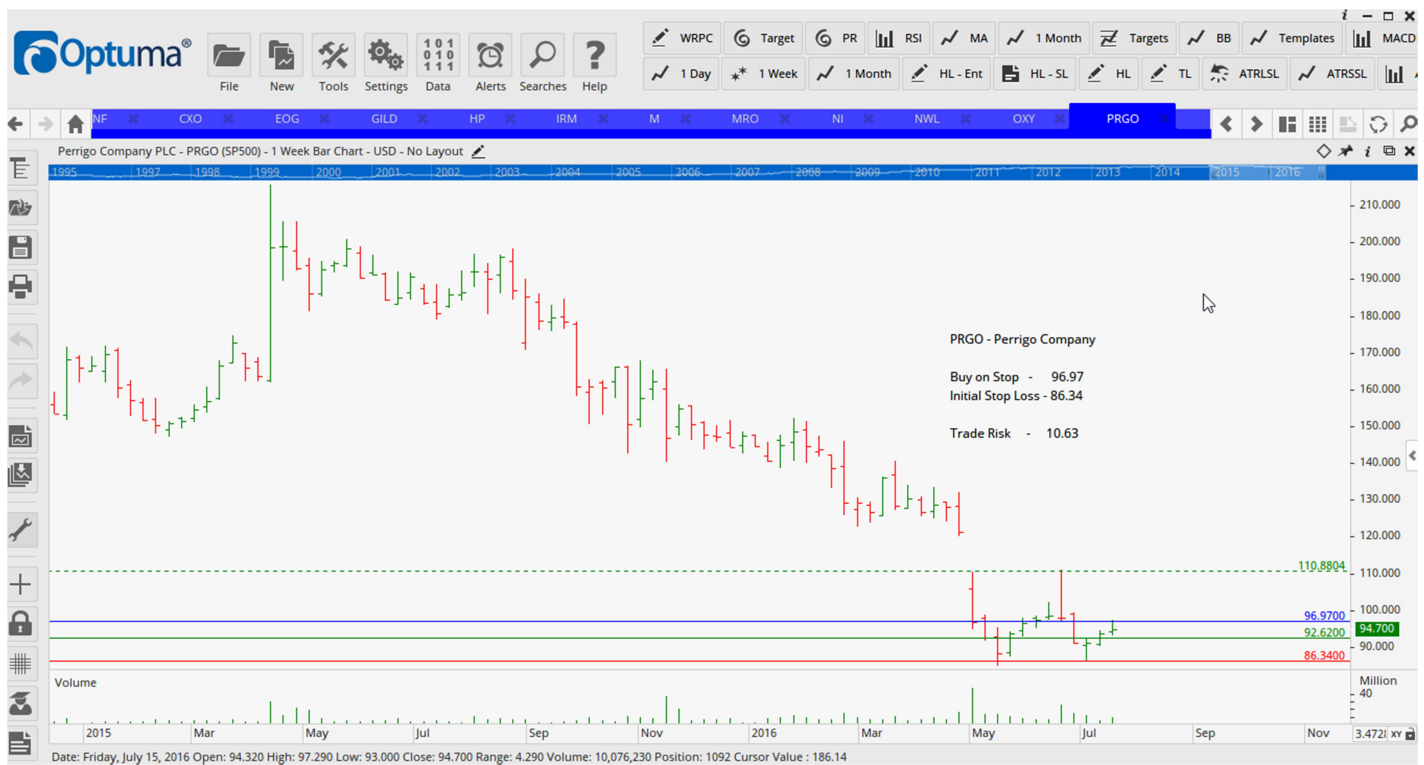 Optuma®
File
New
Tools
Settings
101
010
111
Data
Alerts
Searches
?
Help
WRPC
Target
PR
RSI
MA
1 Month
Targets
BB
Templates
MACD
1 Day
1 Week
1 Month
HL - Ent
HL - SL
HL
TL
ATRLSL
ATRSSL
NF
CXO
EOG
GILD
HP
IRM
M
MRO
NI
NWL
OXY
PRGO
Perrigo Company PLC - PRGO (SP500) - 1 Week Bar Chart - USD - No Layout
1995 1997 1998 1999 2000 2001 2002 2003 2004 2005 2006 2007 2008 2009 2010 2011 2012 2013 2014 2015 2016
210.000
200.000
190.000
180.000
170.000
160.000
150.000
140.000
130.000
120.000
110.000
100.000
90.000
PRGO - Perrigo Company
Buy on Stop - 96.97
Initial Stop Loss - 86.34
Trade Risk - 10.63
110.8804
96.9700
92.6200
94.700
86.3400
Volume
Million
40
2015 Mar May Jul Sep Nov 2016 Mar May Jul Sep Nov
XY
Date: Friday, July 15, 2016 Open: 94.320 High: 97.290 Low: 93.000 Close: 94.700 Range: 4.290 Volume: 10,076,230 Position: 1092 Cursor Value : 186.14